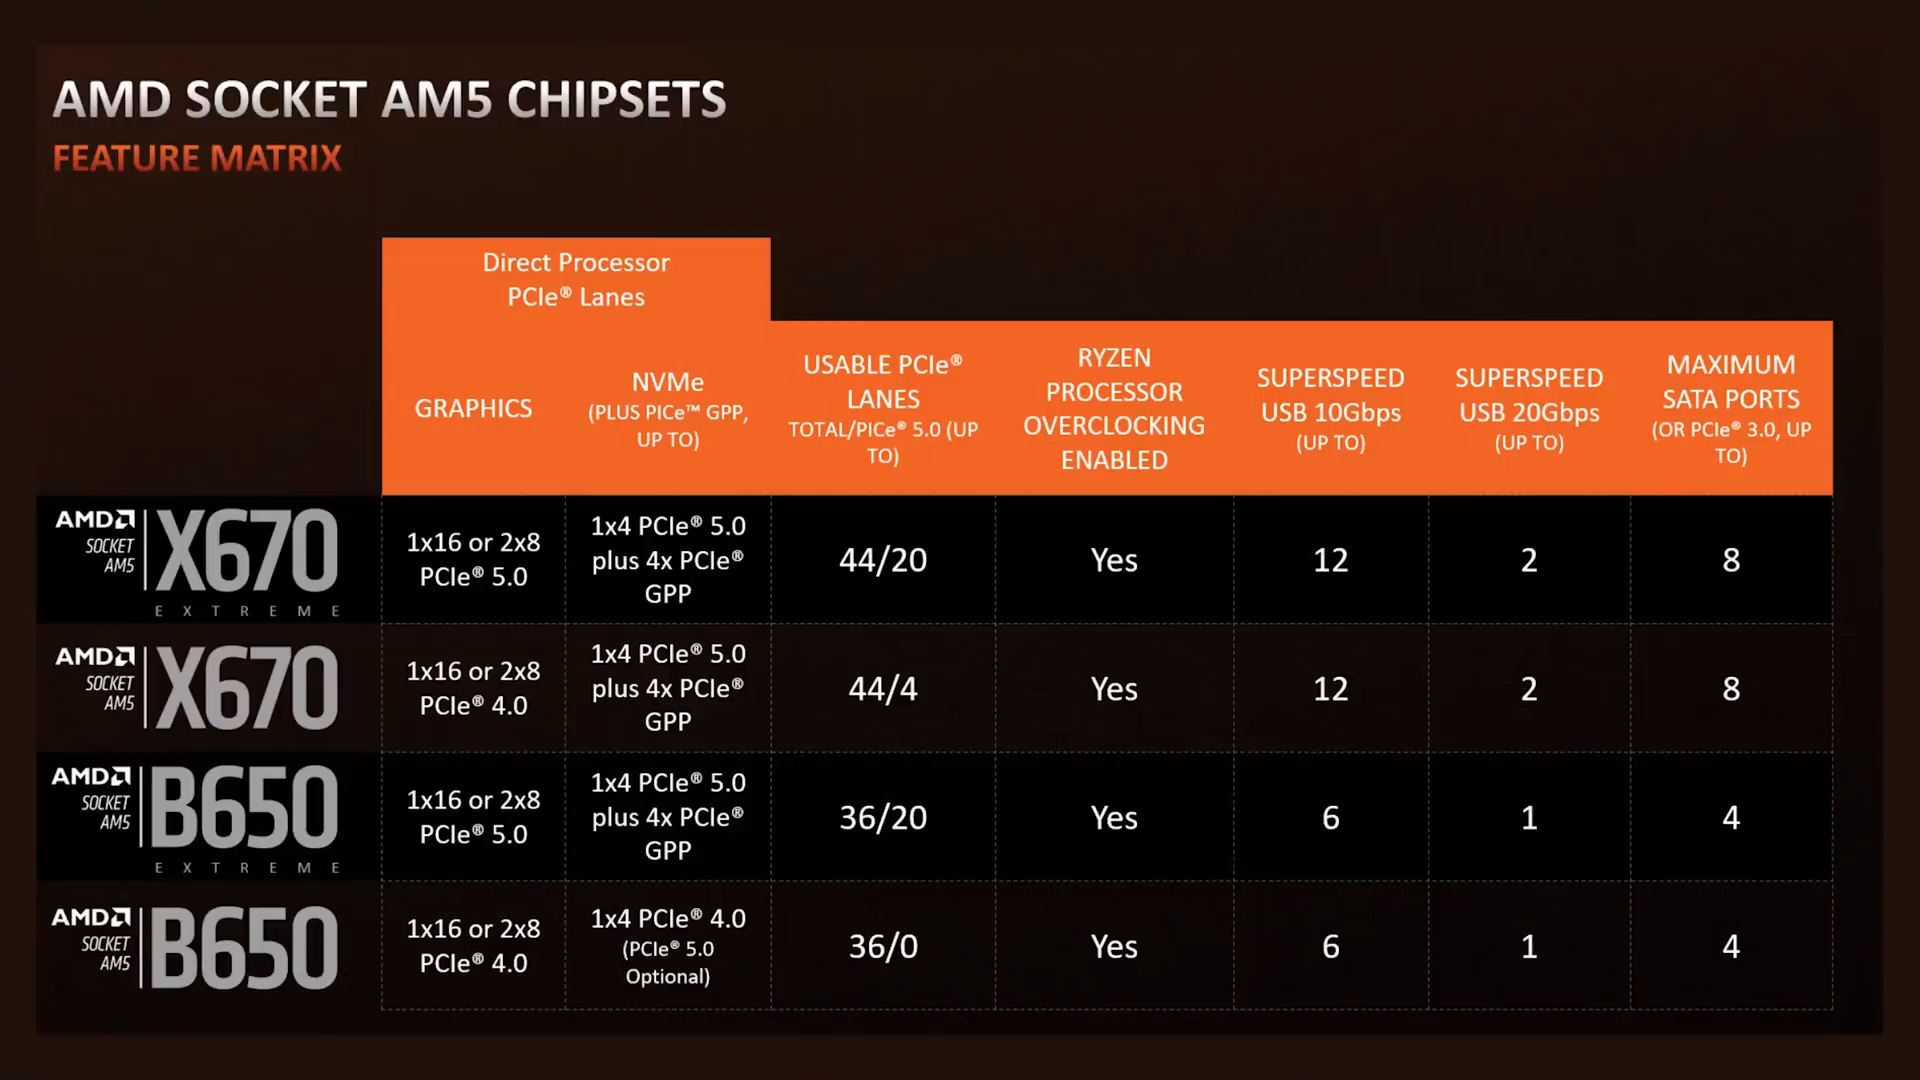 AMD SOCKET AM5 CHIPSETS
FEATURE MATRIX
Direct Processor
PCIe® Lanes
GRAPHICS
NVMe
(PLUS PICe™ GPP,
UP TO)
USABLE PCIe®
LANES
TOTAL/PICe® 5.0 (UP
TO)
RYZEN
PROCESSOR
OVERCLOCKING
ENABLED
SUPERSPEED
USB 10Gbps
(UP TO)
SUPERSPEED
USB 20Gbps
(UP TO)
MAXIMUM
SATA PORTS
(OR PCIe® 3.0, UP
TO)
AMD
SOCKET
AM5
X670
EXTREME
1x16 or 2x8
PCIe® 5.0
1x4 PCIe® 5.0
plus 4x PCIe®
GPP
44/20
Yes
12
2
8
AMD
SOCKET
AM5
X670
1x16 or 2x8
PCIe® 4.0
1x4 PCIe® 5.0
plus 4x PCIe®
GPP
44/4
Yes
12
2
8
AMD
SOCKET
AM5
B650
EXTREME
1x16 or 2x8
PCIe® 5.0
1x4 PCIe® 5.0
plus 4x PCIe®
GPP
36/20
Yes
6
1
4
AMD
SOCKET
AM5
B650
1x16 or 2x8
PCIe® 4.0
1x4 PCIe® 4.0
(PCIe® 5.0
Optional)
36/0
Yes
6
1
4